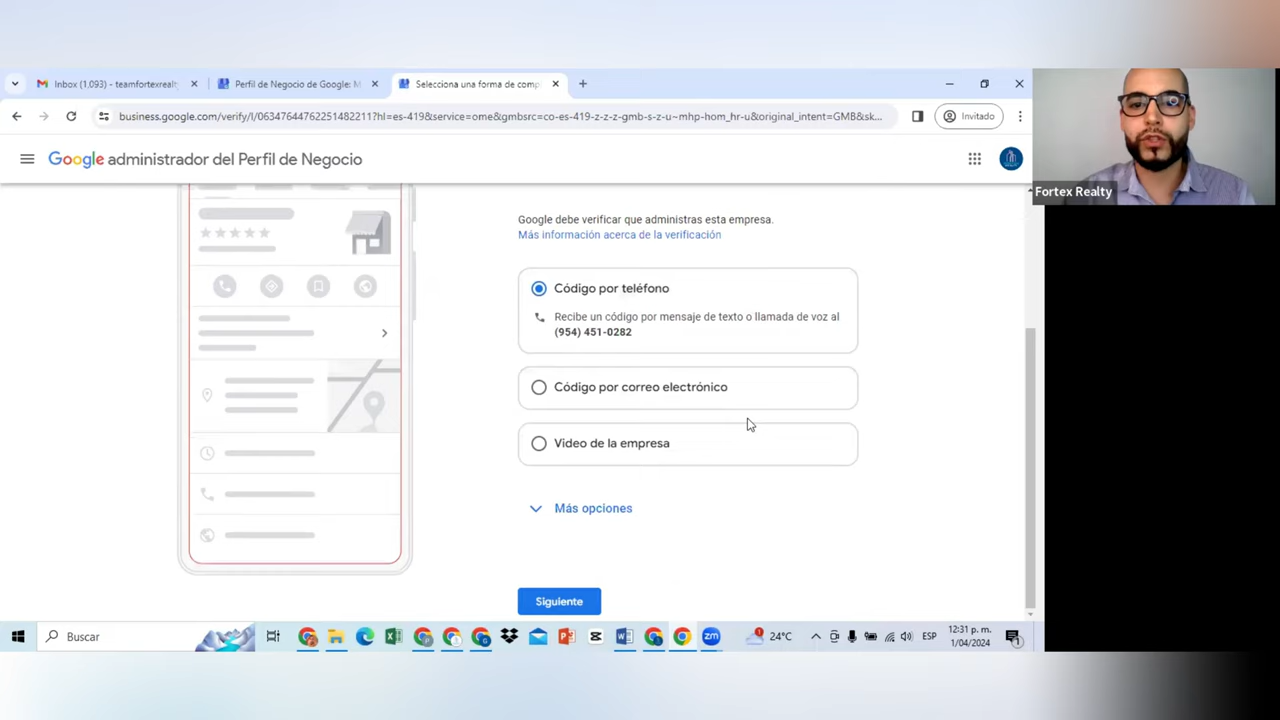 Inbox (1,093) - teamfortexrealt
Perfil de Negocio de Google: M
Selecciona una forma de compl
business.google.com/verify/l/06347644762251482211?hl=es-419&service=ome&gmbsrc=co-es-419-z-z-z-gmb-s-z-u~mhp-hom_hr-u&original_intent=GMB&sk...
Invitado
Google administrador del Perfil de Negocio
Fortex Realty
Google debe verificar que administras esta empresa.
Más información acerca de la verificación
Código por teléfono
Recibe un código por mensaje de texto o llamada de voz al
(954) 451-0282
Código por correo electrónico
Video de la empresa
Más opciones
Siguiente
Buscar
24°C
ESP
12:31 p. m.
1/04/2024